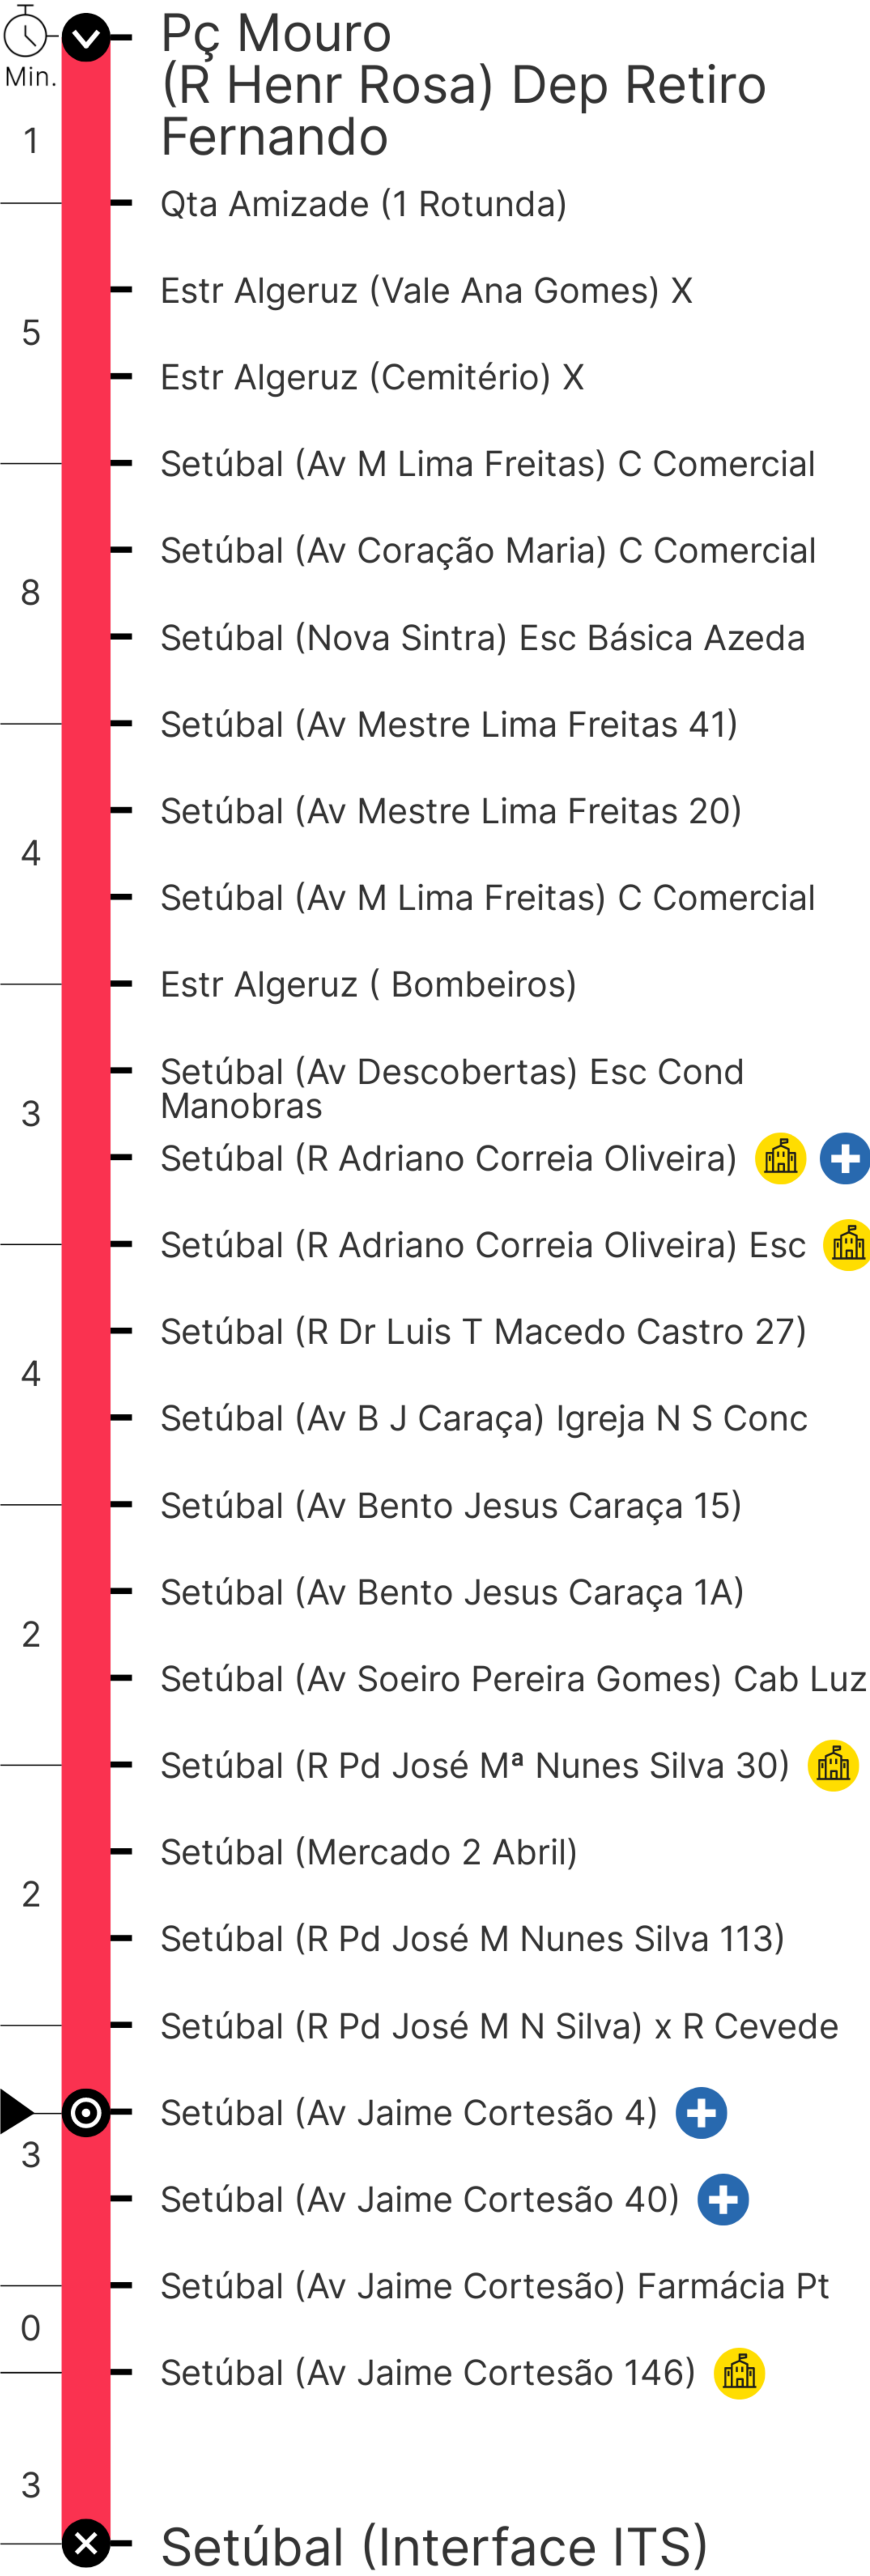 Min.
Pç Mouro
(R Henr Rosa) Dep Retiro
Fernando
1
Qta Amizade (1 Rotunda)
Estr Algeruz (Vale Ana Gomes) X
5
Estr Algeruz (Cemitério) X
Setúbal (Av M Lima Freitas) C Comercial
Setúbal (Av Coração Maria) C Comercial
8
Setúbal (Nova Sintra) Esc Básica Azeda
Setúbal (Av Mestre Lima Freitas 41)
Setúbal (Av Mestre Lima Freitas 20)
4
Setúbal (Av M Lima Freitas) C Comercial
Estr Algeruz ( Bombeiros)
Setúbal (Av Descobertas) Esc Cond
Manobras
3
Setúbal (R Adriano Correia Oliveira)
Setúbal (R Adriano Correia Oliveira) Esc
Setúbal (R Dr Luis T Macedo Castro 27)
4
Setúbal (Av B J Caraça) Igreja N S Conc
Setúbal (Av Bento Jesus Caraça 15)
Setúbal (Av Bento Jesus Caraça 1A)
2
Setúbal (Av Soeiro Pereira Gomes) Cab Luz
Setúbal (R Pd José Mª Nunes Silva 30)
Setúbal (Mercado 2 Abril)
2
Setúbal (R Pd José M Nunes Silva 113)
Setúbal (R Pd José M N Silva) x R Cevede
Setúbal (Av Jaime Cortesão 4)
3
Setúbal (Av Jaime Cortesão 40)
Setúbal (Av Jaime Cortesão) Farmácia Pt
0
Setúbal (Av Jaime Cortesão 146)
3
Setúbal (Interface ITS)